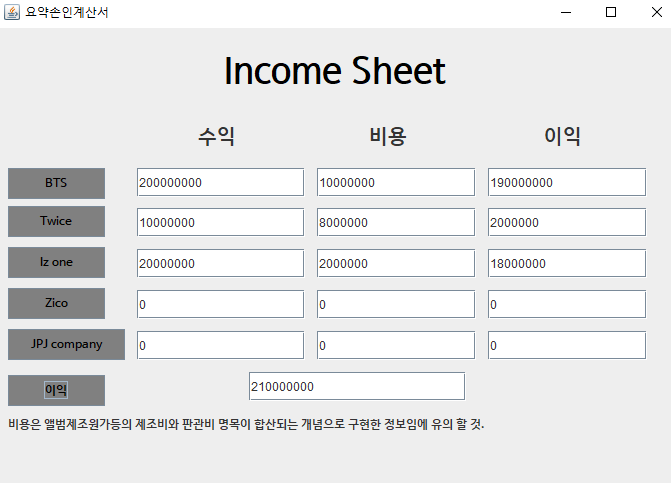 요약손인계산서
Income Sheet
수익 비용 이익
BTS 200000000 10000000 190000000
Twice 10000000 8000000 2000000
Iz one 20000000 2000000 18000000
Zico 0 0 0
JPJ company 0 0 0
이익 210000000
비용은 앨범제조원가등의 제조비와 판관비 명목이 합산되는 개념으로 구현한 정보임에 유의 할 것.